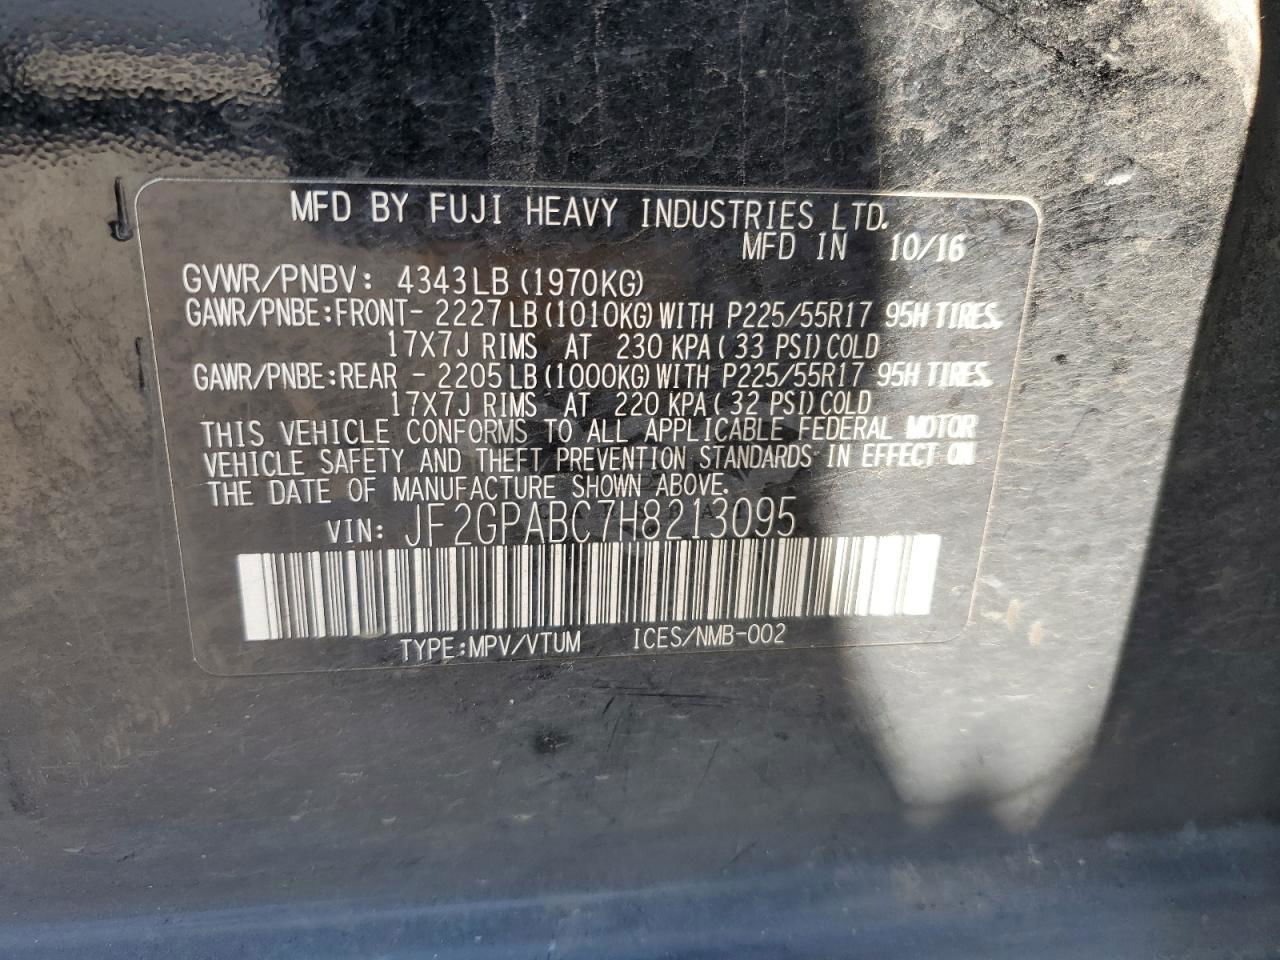 MFD BY FUJI HEAVY INDUSTRIES LTD.
MFD IN 10/16
GVWR/PNBV: 4343LB (1970KG)
GAWR/PNBE:FRONT- 2227LB(1010KG)WITH P225/55R17 95H TIRES.
17X7J RIMS AT 230 KPA(33 PSI)COLD
GAWR/PNBE:REAR - 2205LB(1000KG)WITH P225/55R17 95H TIRES.
17X7J RIMS AT 220 KPA(32 PSI)COLD
THIS VEHICLE CONFORMS TO ALL APPLICABLE FEDERAL MOTOR
VEHICLE SAFETY AND THEFT PREVENTION STANDARDS IN EFFECT ON
THE DATE OF MANUFACTURE SHOWN ABOVE.
VIN: JF2GPABC7H8213095
TYPE:MPV/VTUM ICES/NMB-002